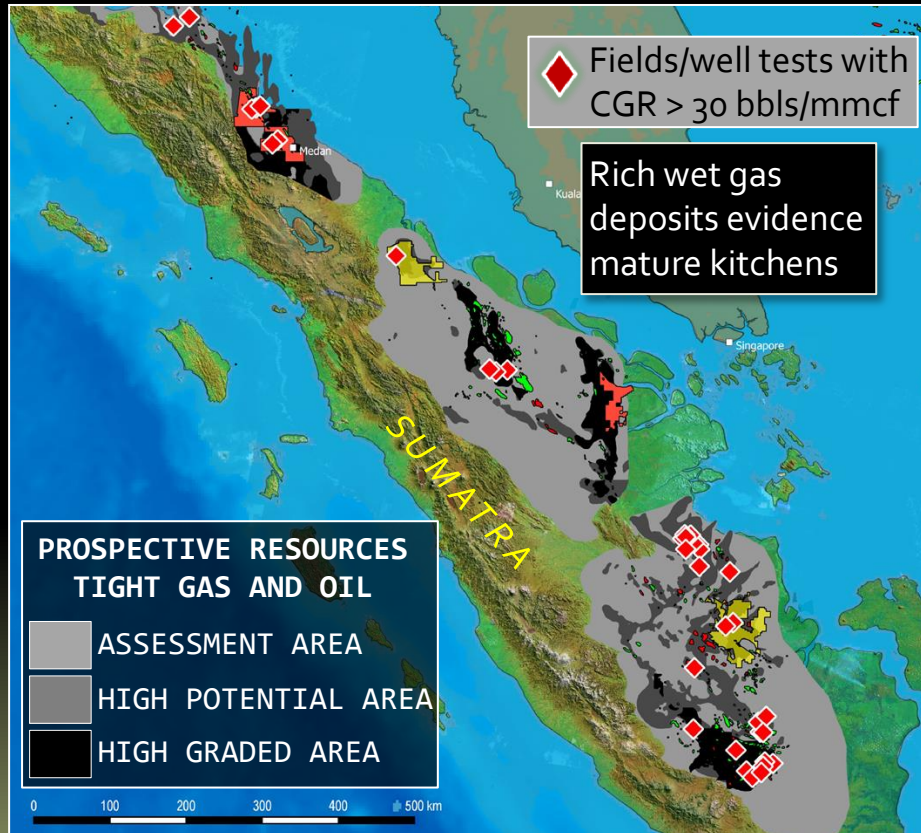 Fields/well tests with
CGR > 30 bbls/mmcf
Rich wet gas
deposits evidence
mature kitchens
Medan
Kuala
Singapore
SUMATRA
PROSPECTIVE RESOURCES
TIGHT GAS AND OIL
ASSESSMENT AREA
HIGH POTENTIAL AREA
HIGH GRADED AREA
0 100 200 300 400 500 km